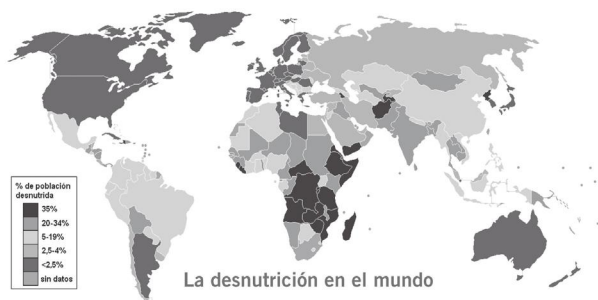 % de población
desnutrida
35%
20-34%
5-19%
2,5-4%
<2,5%
sin datos
La desnutrición en el mundo